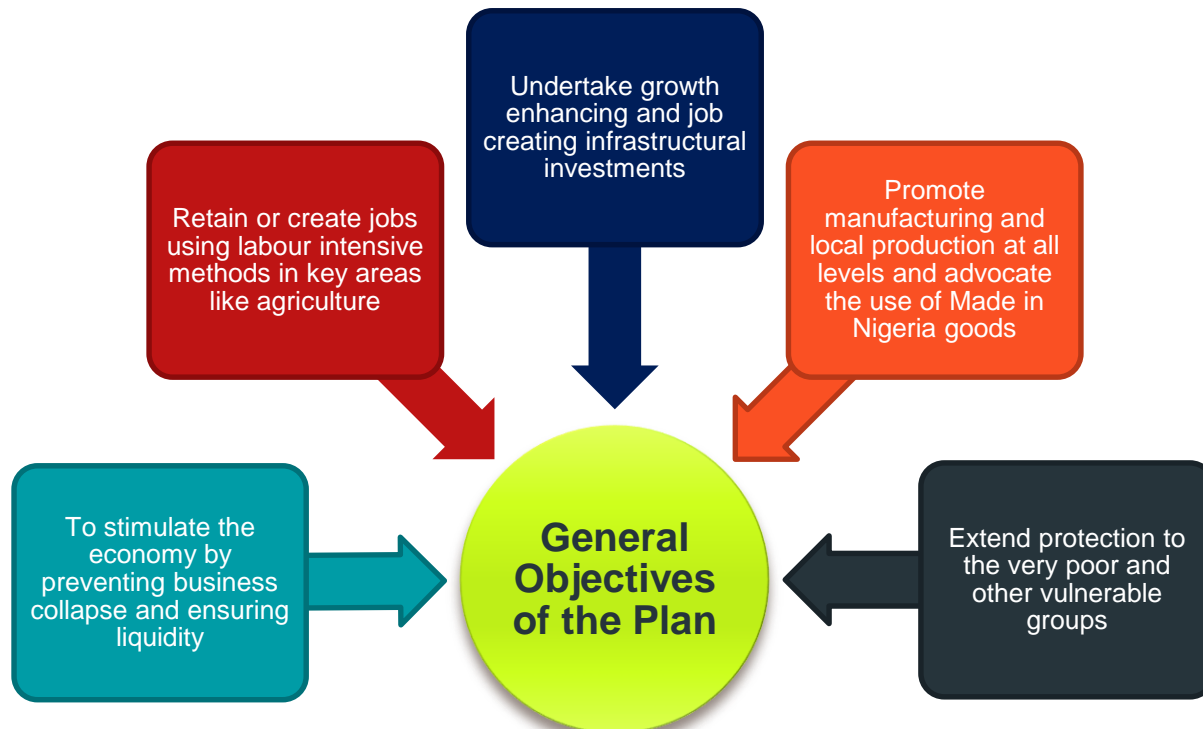 To stimulate the
economy by
preventing business
collapse and ensuring
liquidity
Retain or create jobs
using labour intensive
methods in key areas
like agriculture
Undertake growth
enhancing and job
creating infrastructural
investments
Promote
manufacturing and
local production at all
levels and advocate
the use of Made in
Nigeria goods
Extend protection to
the very poor and
other vulnerable
groups
General
Objectives
of the Plan